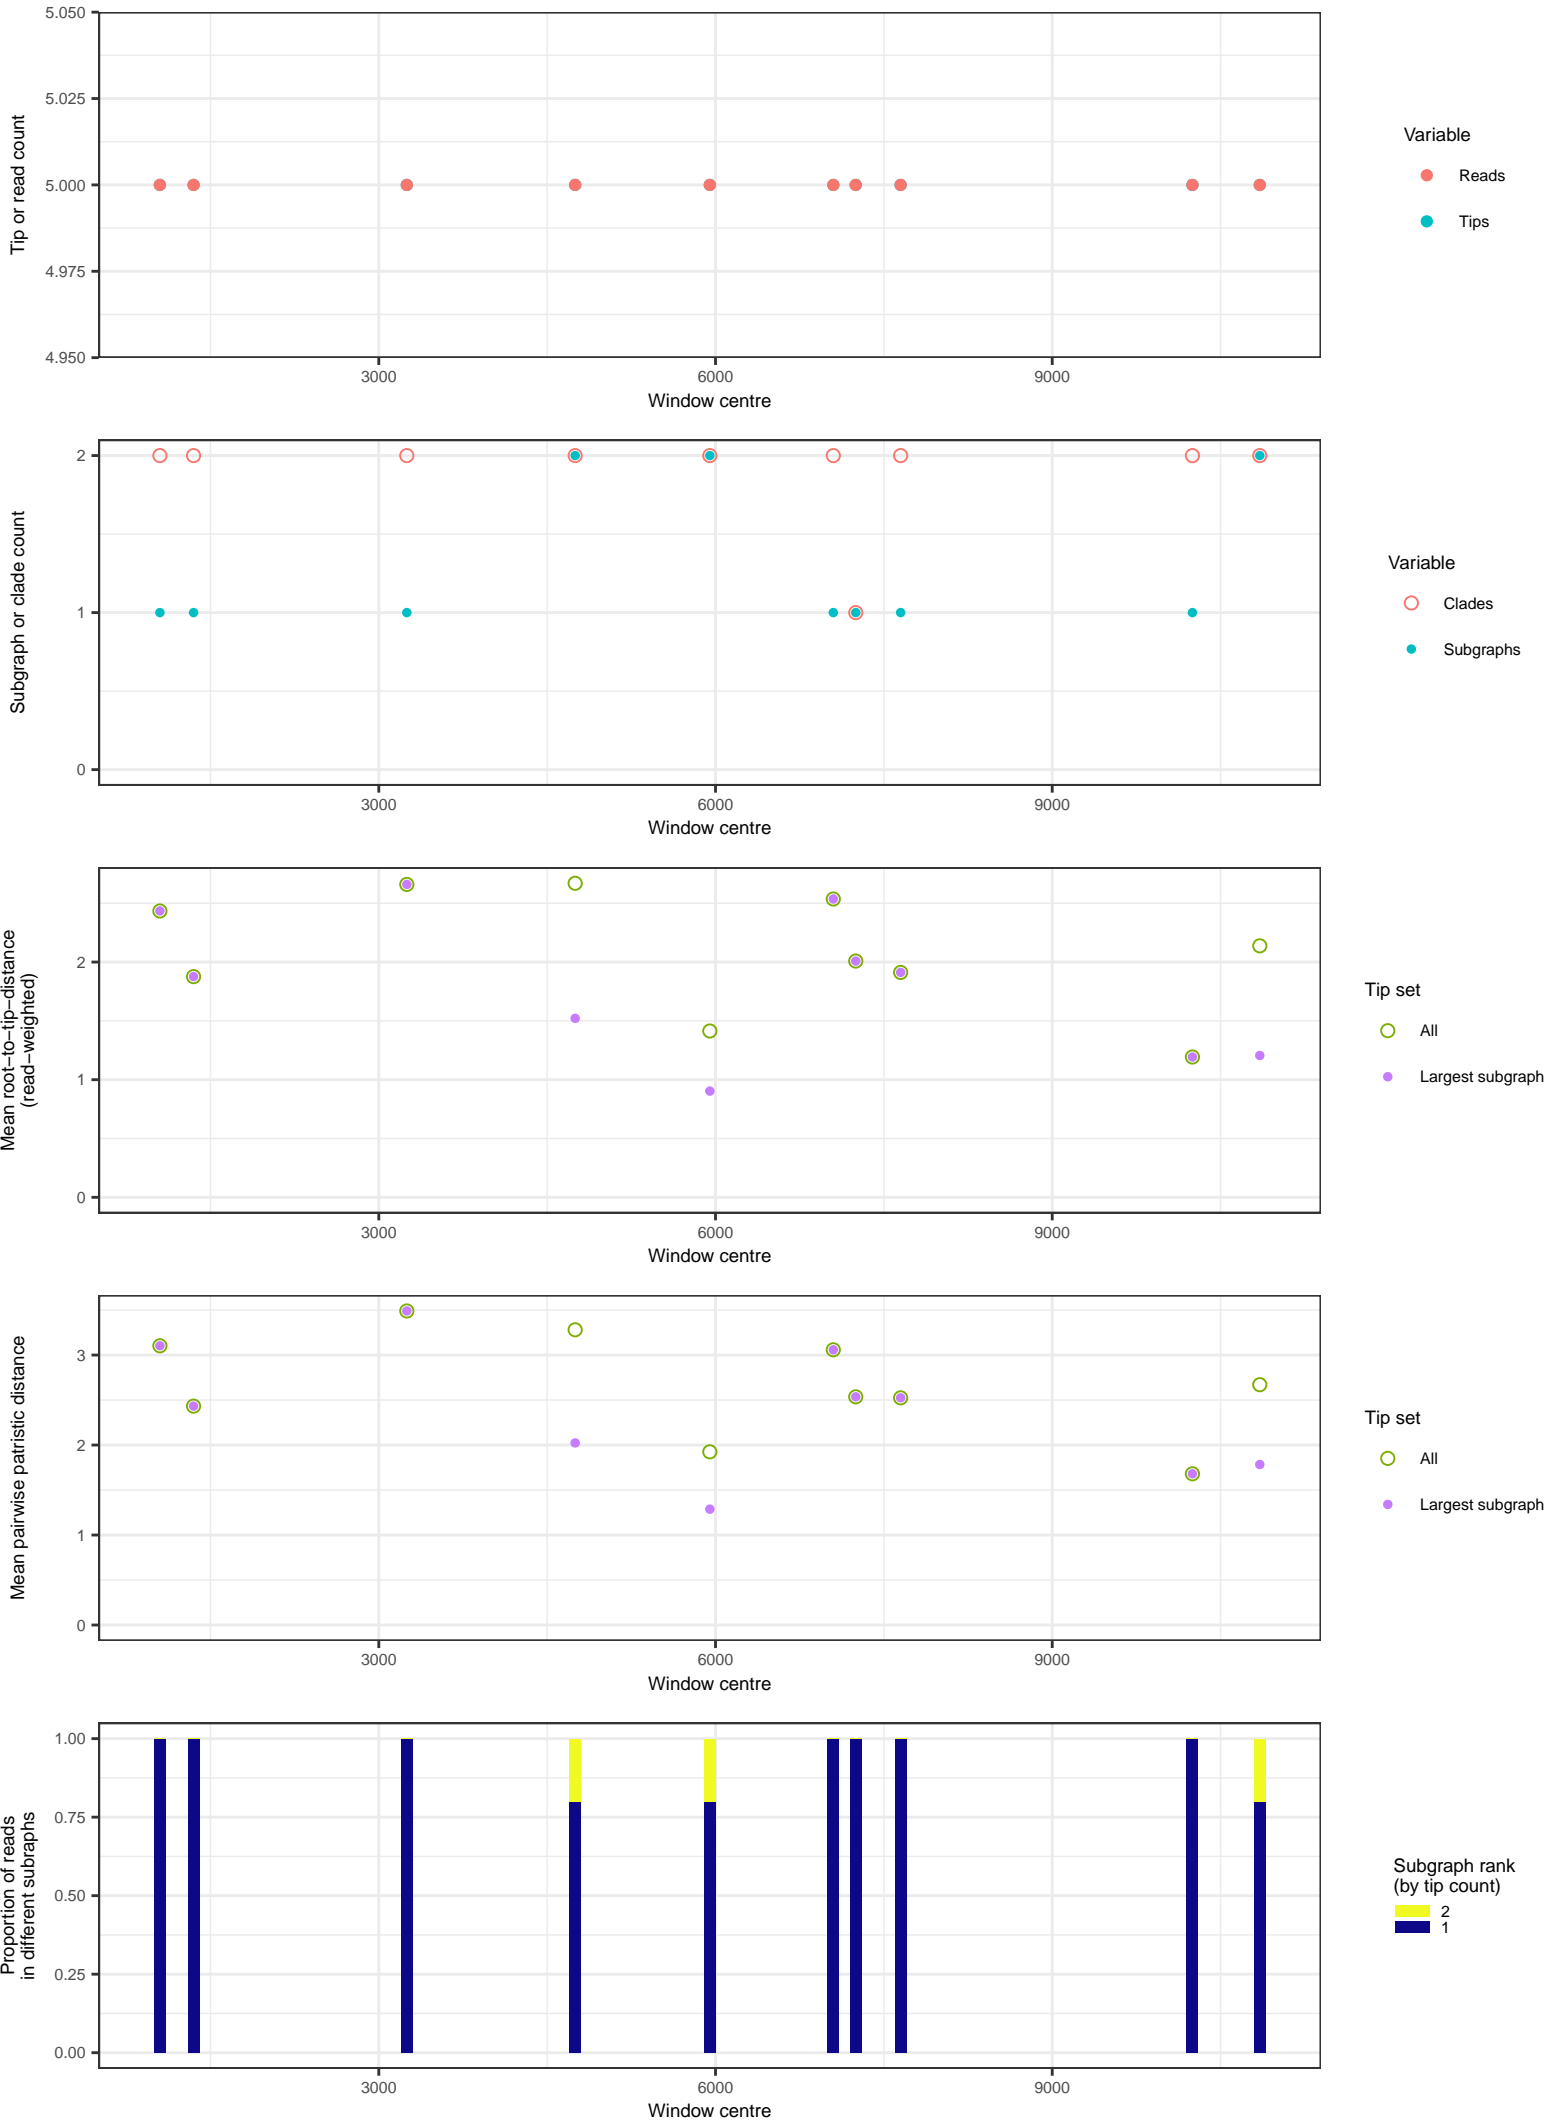 5.050
5.025
5.000
4.975
4.950
Tip or read count
3000
6000
9000
Window centre
Variable
Reads
Tips
2
1
0
Subgraph or clade count
3000
6000
9000
Window centre
Variable
Clades
Subgraphs
2
1
0
Mean root−to−tip−distance
(read−weighted)
3000
6000
9000
Window centre
Tip set
All
Largest subgraph
3
2
1
0
Mean pairwise patristic distance
3000
6000
9000
Window centre
Tip set
All
Largest subgraph
1.00
0.75
0.50
0.25
0.00
Proportion of reads
in different subraphs
3000
6000
9000
Window centre
Subgraph rank
(by tip count)
2
1